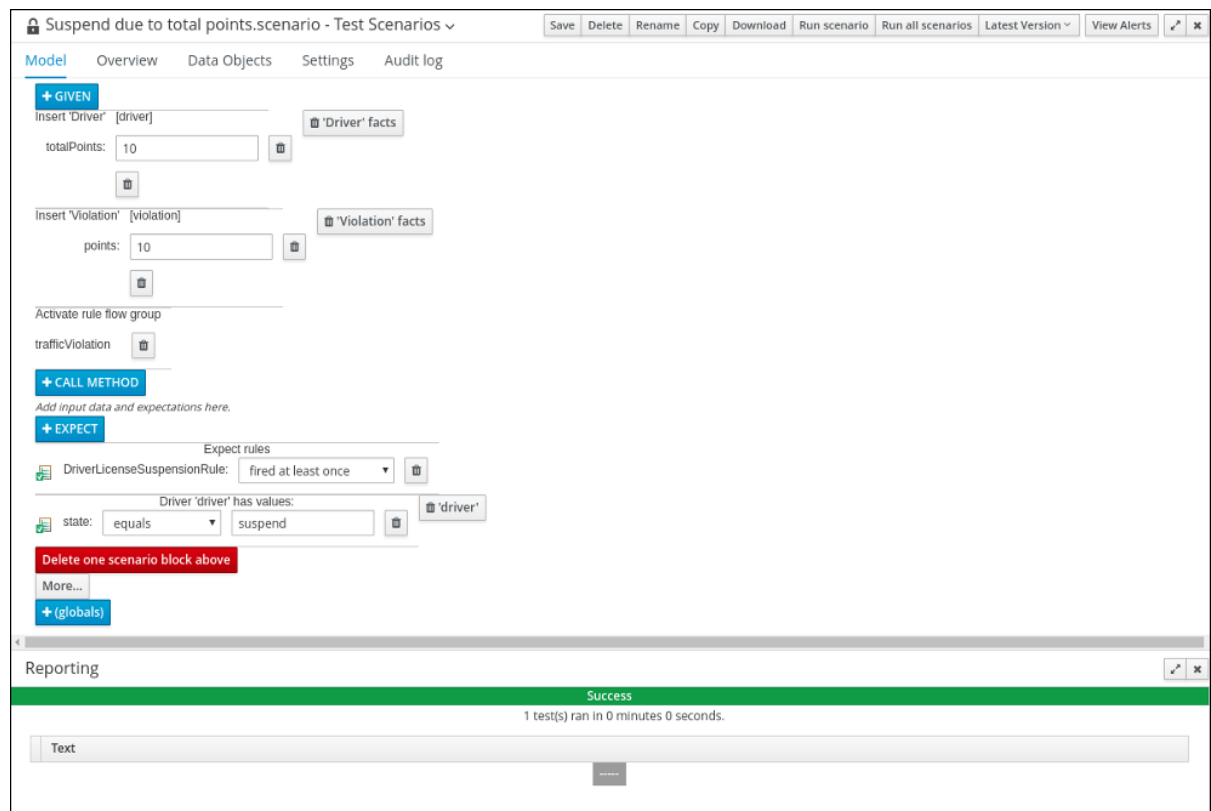 Suspend due to total points.scenario - Test Scenarios
Save Delete Rename Copy Download Run scenario Run all scenarios Latest Version View Alerts
Model Overview Data Objects Settings Audit log
+ GIVEN
Insert 'Driver' [driver]
'Driver' facts
totalPoints: 10
Insert 'Violation' [violation]
'Violation' facts
points: 10
Activate rule flow group
trafficViolation
+ CALL METHOD
Add input data and expectations here.
+ EXPECT
Expect rules
DriverLicenseSuspensionRule: fired at least once
Driver 'driver' has values:
'driver'
state: equals suspend
Delete one scenario block above
More...
+ (globals)
Reporting
Success
1 test(s) ran in 0 minutes 0 seconds.
Text
-----